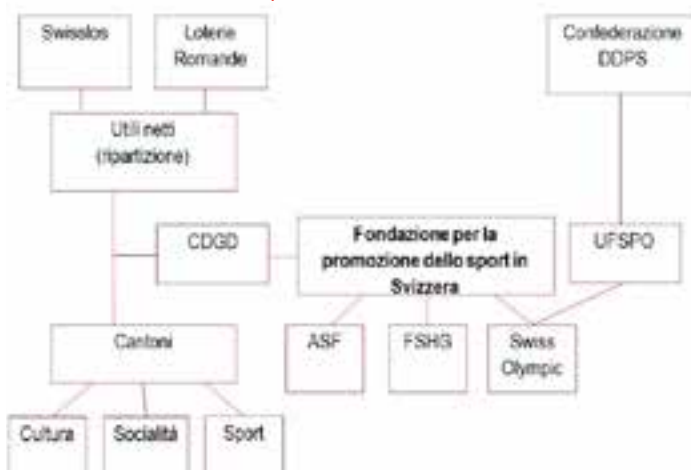 Swisslos
Loterie
Romande
Confederazione
DDPS
Utili netti
(ripartizione)
CDGD
Fondazione per la
promozione dello sport in
Svizzera
UFSPO
Cantoni
ASF
FSHG
Swiss
Olympic
Cultura
Socialità
Sport